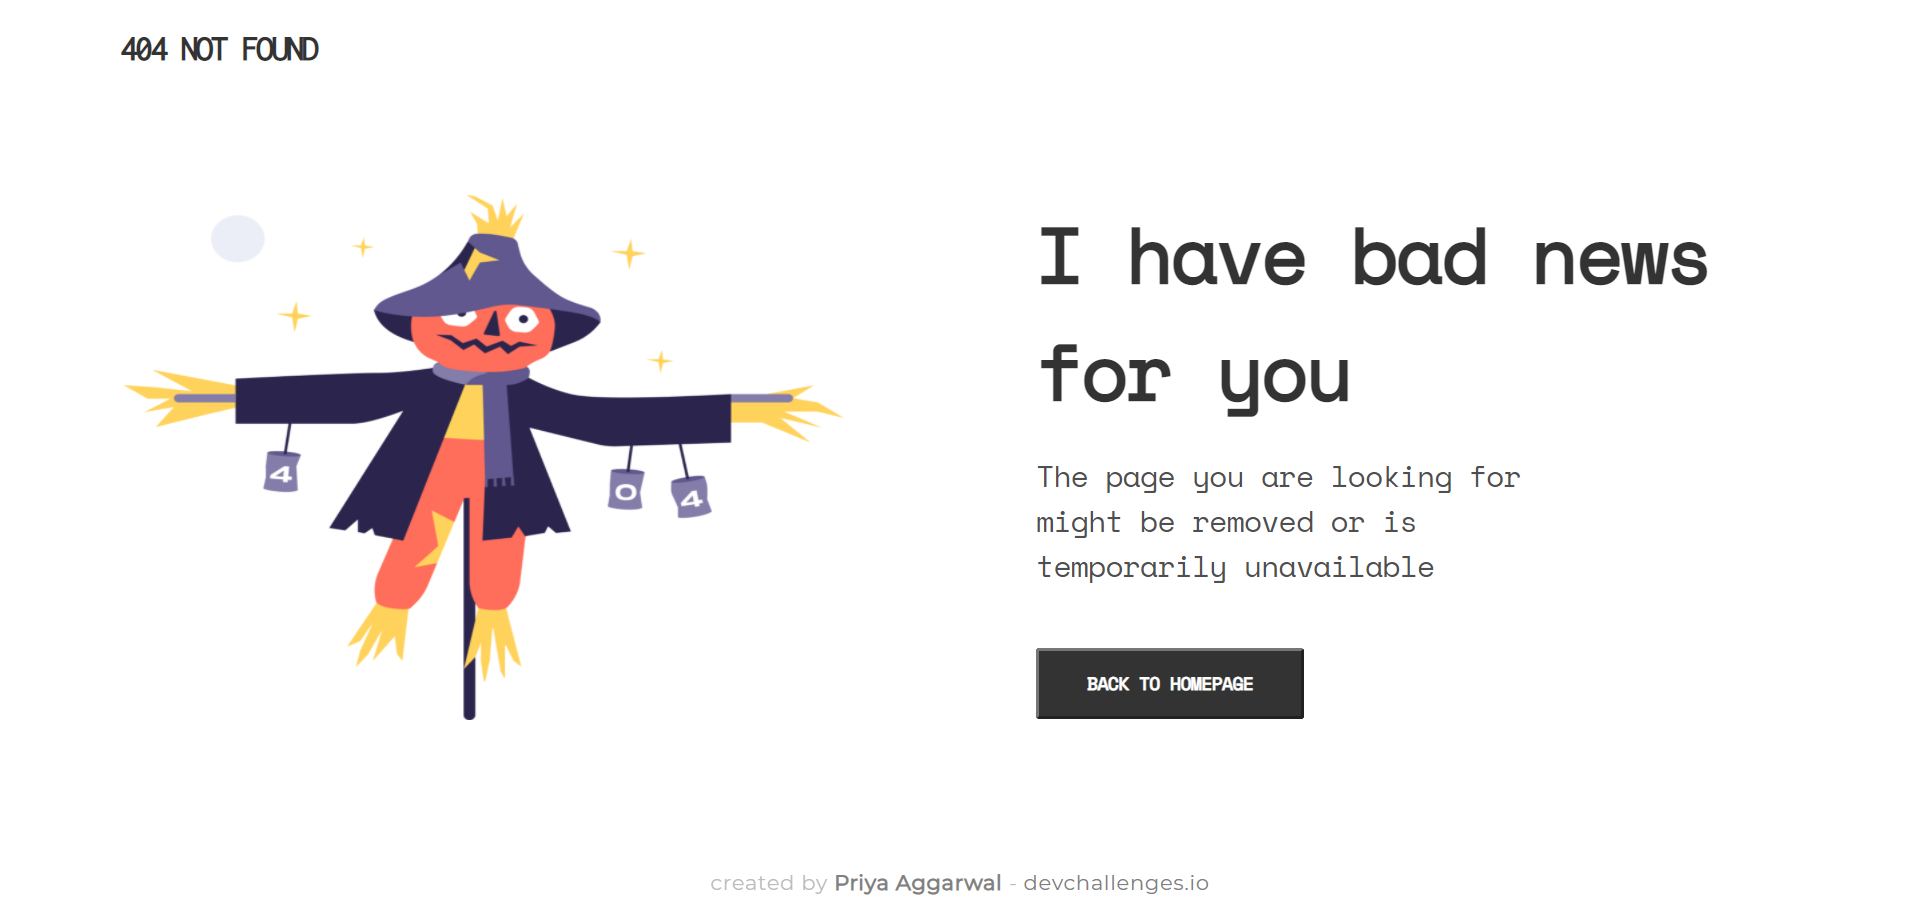 404 NOT FOUND
I have bad news
for you
4
0
4
The page you are looking for
might be removed or is
temporarily unavailable
BACK TO HOMEPAGE
created by Priya Aggarwal - devchallenges.io